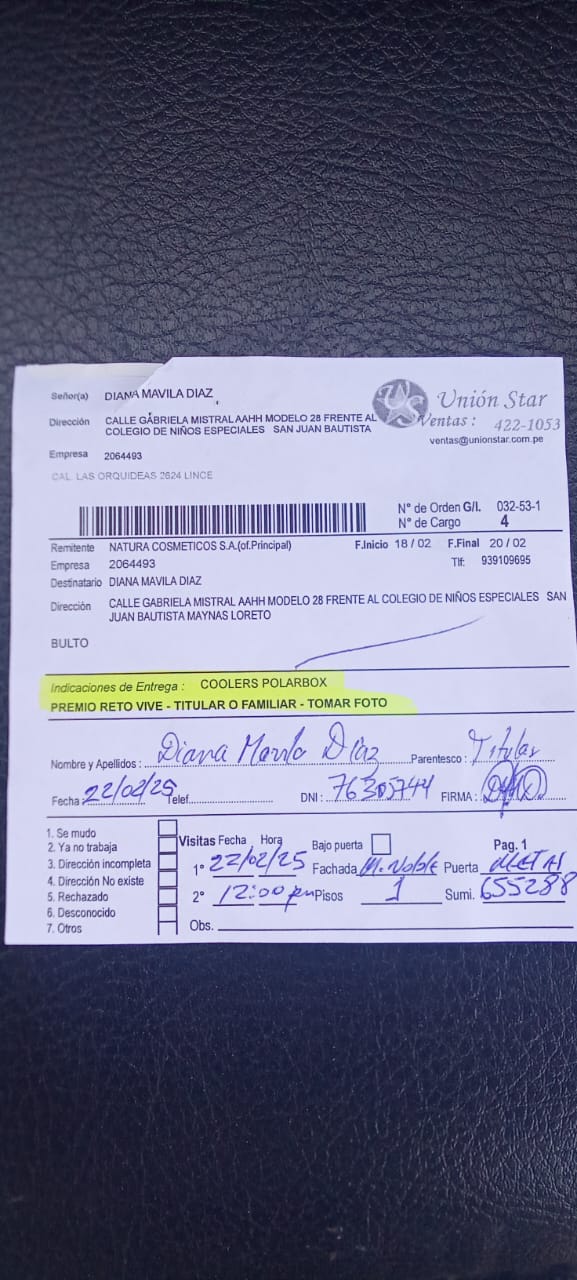 Señor(a) DIANA MAVILA DIAZ
Unión Star
Dirección CALLE GABRIELA MISTRAL AAHH MODELO 28 FRENTE AL
COLEGIO DE NIÑOS ESPECIALES SAN JUAN BAUTISTA
Ventas : 422-1053
ventas@unionstar.com.pe
Empresa 2064493
CAL. LAS ORQUIDEAS 2624 LINCE
N° de Orden G/I. 032-53-1
N° de Cargo 4
Remitente NATURA COSMETICOS S.A.(of.Principal) F.Inicio 18 / 02 F.Final 20 / 02
Empresa 2064493 Tlf: 939109695
Destinatario DIANA MAVILA DIAZ
Dirección CALLE GABRIELA MISTRAL AAHH MODELO 28 FRENTE AL COLEGIO DE NIÑOS ESPECIALES SAN
JUAN BAUTISTA MAYNAS LORETO
BULTO
Indicaciones de Entrega : COOLERS POLARBOX
PREMIO RETO VIVE - TITULAR O FAMILIAR - TOMAR FOTO
Nombre y Apellidos : Diana Mavila Díaz Parentesco : Titular
Fecha 22/02/25 Telef. DNI : 76305744 FIRMA :
1. Se mudo
2. Ya no trabaja
3. Dirección incompleta
4. Dirección No existe
5. Rechazado
6. Desconocido
7. Otros
Visitas Fecha Hora Bajo puerta Pag. 1
1° 22/02/25 Fachada M. Noble Puerta METAL
2° 12:00 pm Pisos 1 Sumi. 655288
Obs.